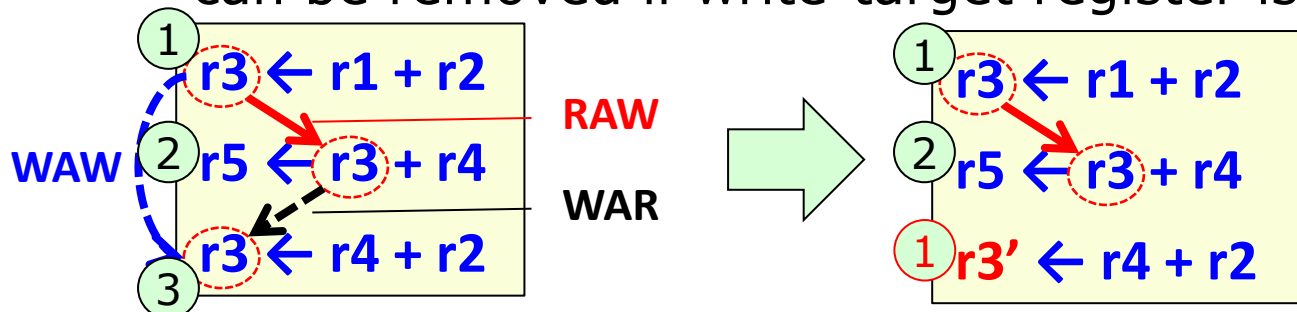 can be removed if write target register is
1 r3 ← r1 + r2
RAW
WAW 2 r5 ← r3 + r4
WAR
3 r3 ← r4 + r2
1 r3 ← r1 + r2
2 r5 ← r3 + r4
1 r3’ ← r4 + r2